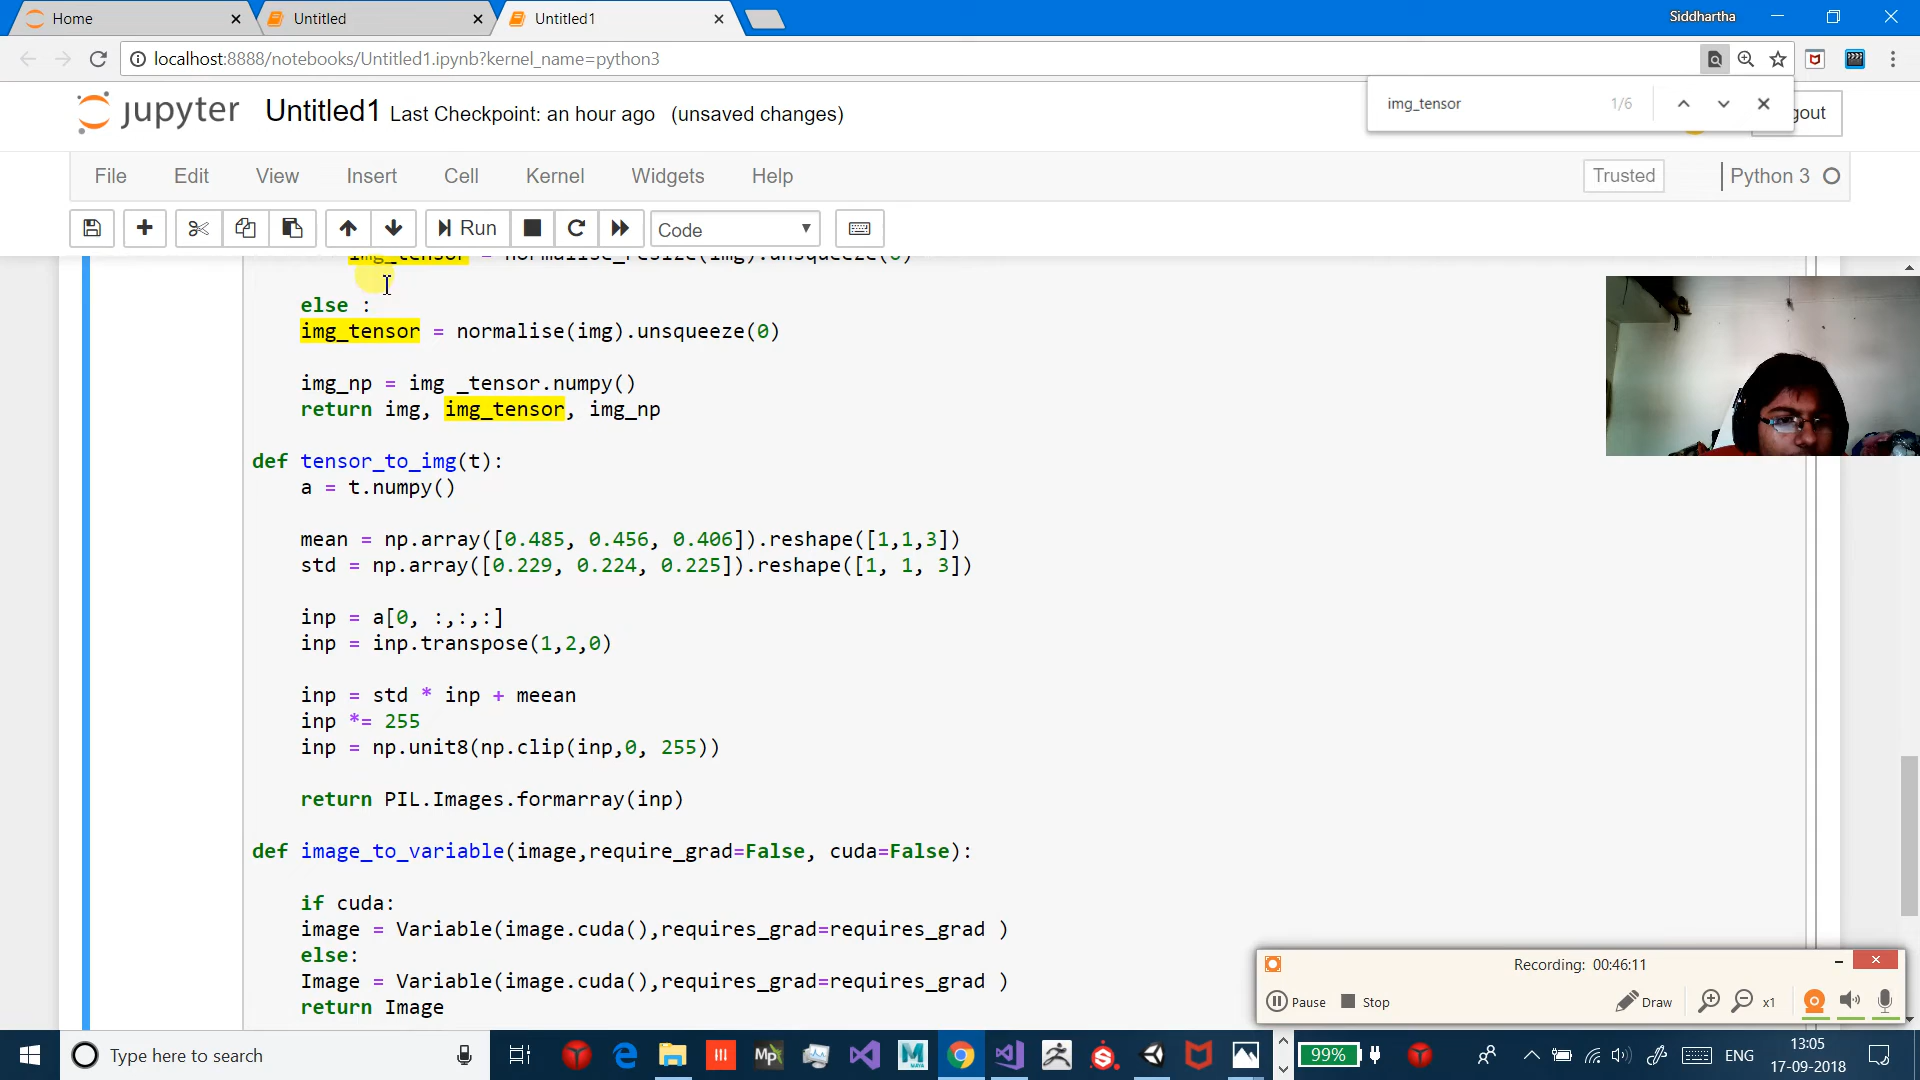 Home
Untitled
Untitled1
Siddhartha
localhost:8888/notebooks/Untitled1.ipynb?kernel_name=python3
img_tensor 1/6
jupyter Untitled1 Last Checkpoint: an hour ago (unsaved changes)
gout
File Edit View Insert Cell Kernel Widgets Help
Trusted
Python 3
Run
Code
img_tensor = normalise_resize(img).unsqueeze(0)
else :
img_tensor = normalise(img).unsqueeze(0)
img_np = img _tensor.numpy()
return img, img_tensor, img_np
def tensor_to_img(t):
a = t.numpy()
mean = np.array([0.485, 0.456, 0.406]).reshape([1,1,3])
std = np.array([0.229, 0.224, 0.225]).reshape([1, 1, 3])
inp = a[0, :,:,:]
inp = inp.transpose(1,2,0)
inp = std * inp + meean
inp *= 255
inp = np.unit8(np.clip(inp,0, 255))
return PIL.Images.formarray(inp)
def image_to_variable(image,require_grad=False, cuda=False):
if cuda:
image = Variable(image.cuda(),requires_grad=requires_grad )
else:
Image = Variable(image.cuda(),requires_grad=requires_grad )
return Image
Recording: 00:46:11
Pause Stop Draw x1
Type here to search
99%
ENG
13:05
17-09-2018